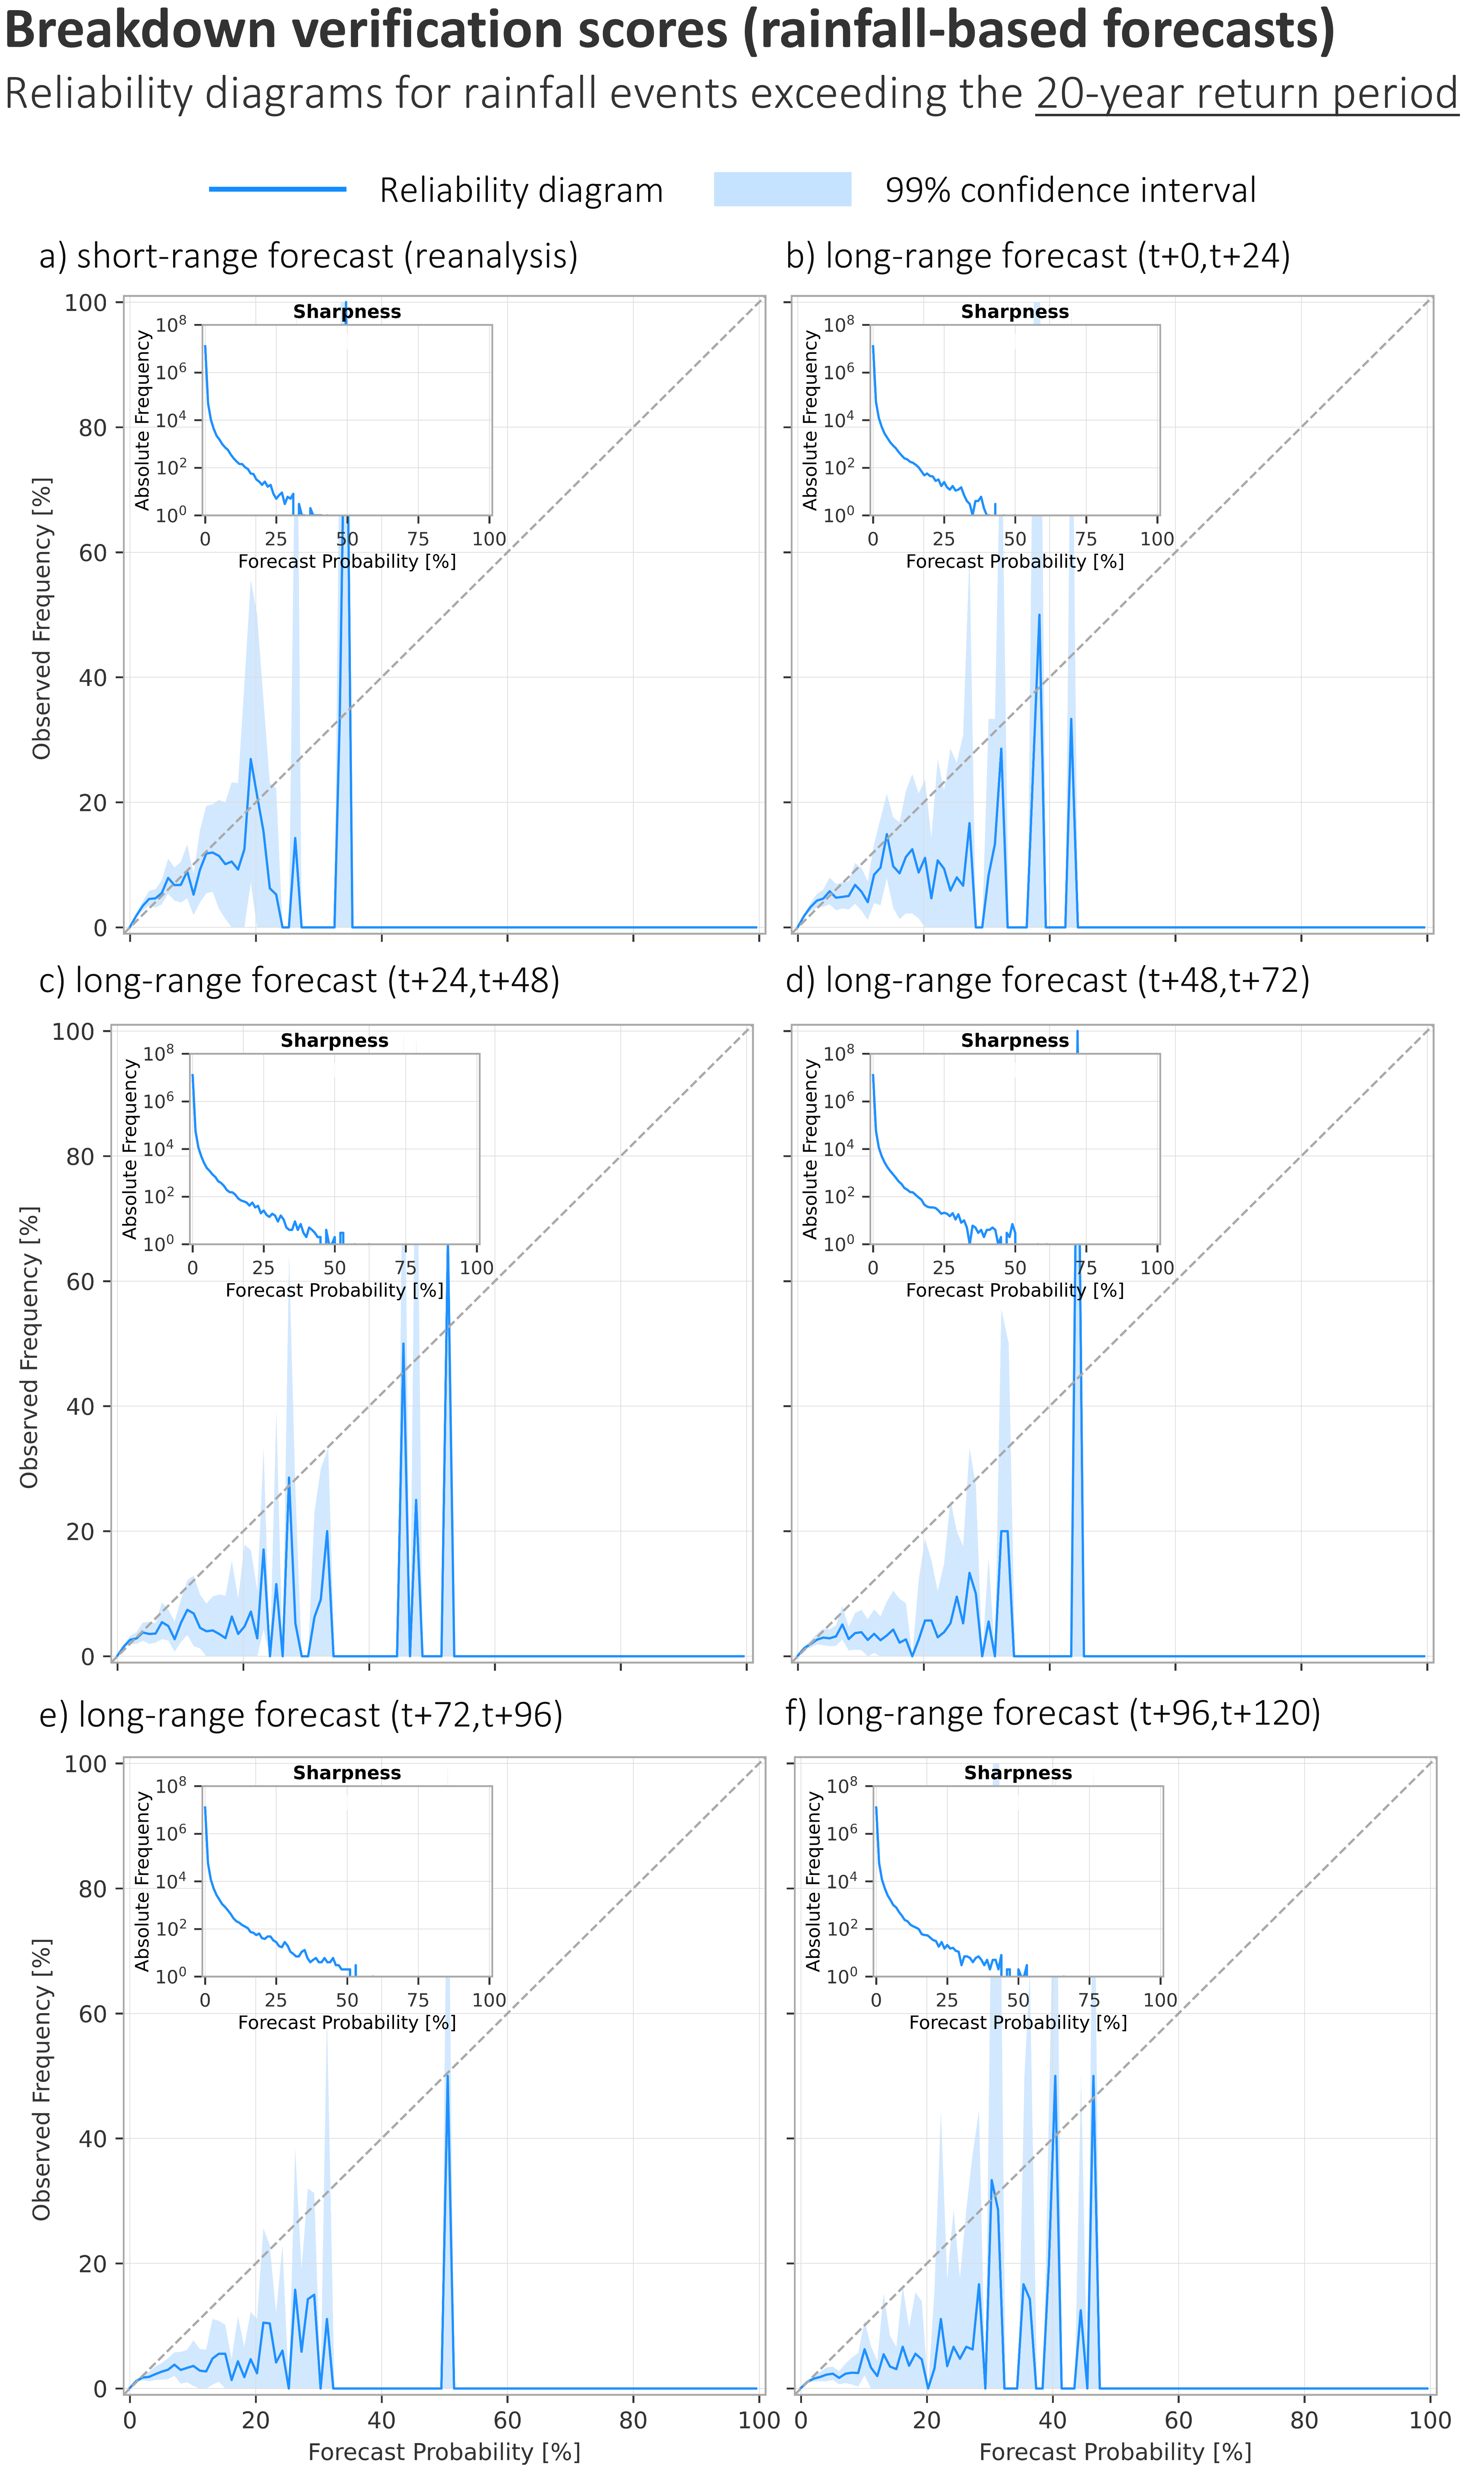 Breakdown verification scores (rainfall-based forecasts)
Reliability diagrams for rainfall events exceeding the 20-year return period
Reliability diagram
99% confidence interval
a) short-range forecast (reanalysis)
b) long-range forecast (t+0,t+24)
100
80
60
40
20
0
Observed Frequency [%]
Sharpness
10⁸
10⁶
10⁴
10²
10⁰
Absolute Frequency
0 25 50 75 100
Forecast Probability [%]
Sharpness
10⁸
10⁶
10⁴
10²
10⁰
Absolute Frequency
0 25 50 75 100
Forecast Probability [%]
c) long-range forecast (t+24,t+48)
d) long-range forecast (t+48,t+72)
100
80
60
40
20
0
Observed Frequency [%]
Sharpness
10⁸
10⁶
10⁴
10²
10⁰
Absolute Frequency
0 25 50 75 100
Forecast Probability [%]
Sharpness
10⁸
10⁶
10⁴
10²
10⁰
Absolute Frequency
0 25 50 75 100
Forecast Probability [%]
e) long-range forecast (t+72,t+96)
f) long-range forecast (t+96,t+120)
100
80
60
40
20
0
Observed Frequency [%]
Sharpness
10⁸
10⁶
10⁴
10²
10⁰
Absolute Frequency
0 25 50 75 100
Forecast Probability [%]
0 20 40 60 80 100
Forecast Probability [%]
Sharpness
10⁸
10⁶
10⁴
10²
10⁰
Absolute Frequency
0 25 50 75 100
Forecast Probability [%]
0 20 40 60 80 100
Forecast Probability [%]